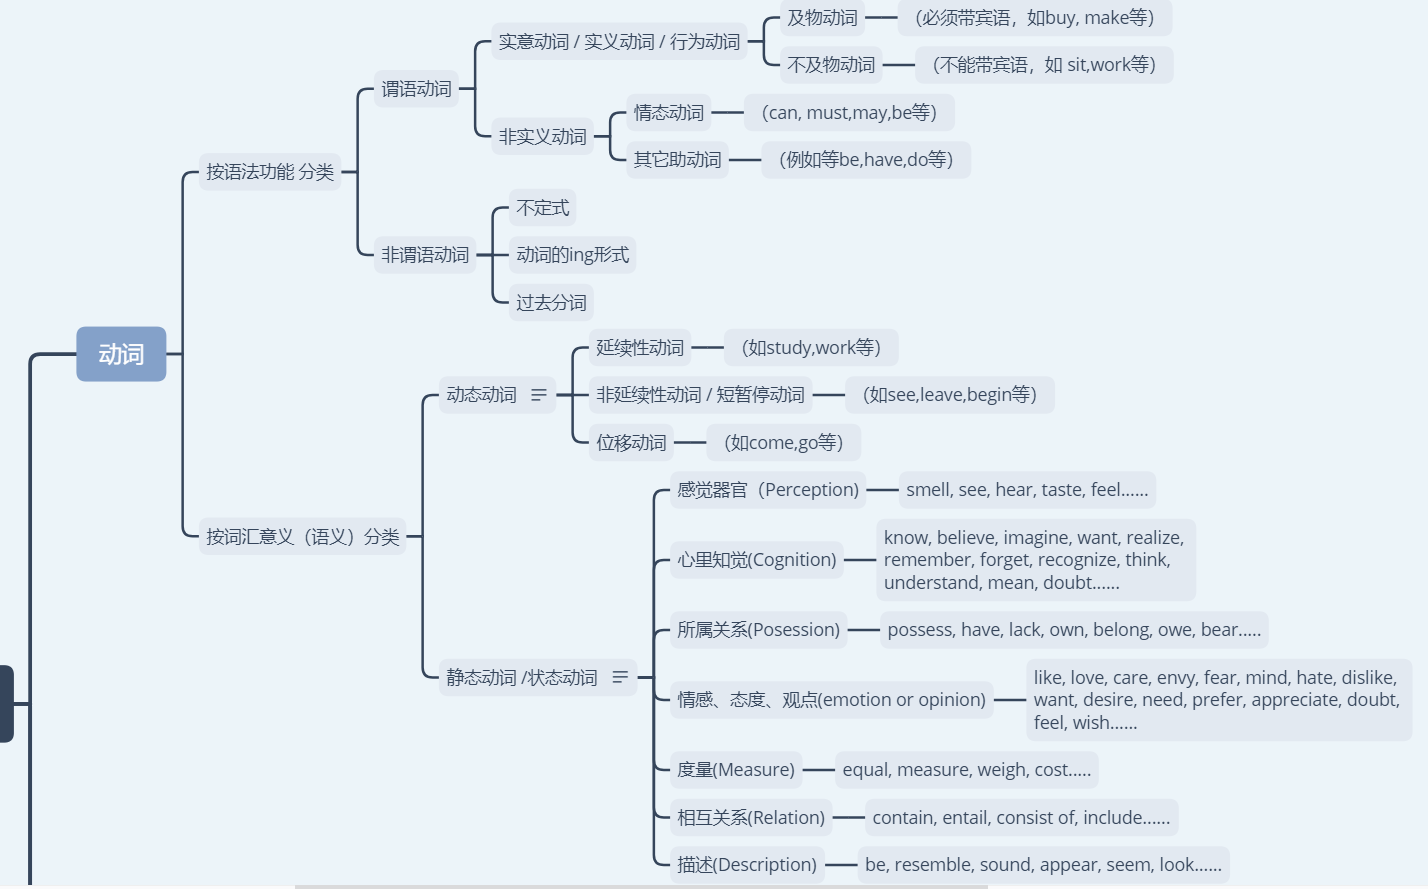 动词
按语法功能 分类
谓语动词
实意动词 / 实义动词 / 行为动词
及物动词
（必须带宾语，如buy, make等）
不及物动词
（不能带宾语，如 sit,work等）
非实义动词
情态动词
（can, must,may,be等）
其它助动词
（例如等be,have,do等）
非谓语动词
不定式
动词的ing形式
过去分词
按词汇意义（语义）分类
动态动词
延续性动词
（如study,work等）
非延续性动词 / 短暂停动词
（如see,leave,begin等）
位移动词
（如come,go等）
静态动词 /状态动词
感觉器官（Perception)
smell, see, hear, taste, feel......
心里知觉(Cognition)
know, believe, imagine, want, realize,
remember, forget, recognize, think,
understand, mean, doubt......
所属关系(Posession)
possess, have, lack, own, belong, owe, bear.....
情感、态度、观点(emotion or opinion)
like, love, care, envy, fear, mind, hate, dislike,
want, desire, need, prefer, appreciate, doubt,
feel, wish......
度量(Measure)
equal, measure, weigh, cost.....
相互关系(Relation)
contain, entail, consist of, include......
描述(Description)
be, resemble, sound, appear, seem, look......